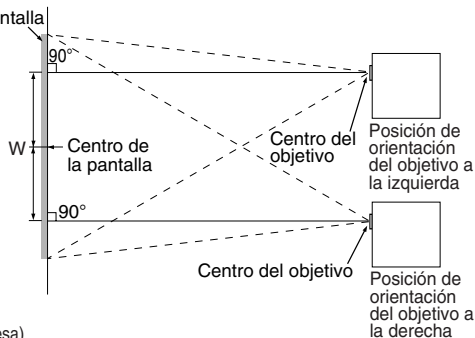 ntalla
90°
W
Centro de
la pantalla
Centro del
objetivo
Posición de
orientación
del objetivo a
la izquierda
90°
Centro del objetivo
Posición de
orientación
del objetivo a
la derecha
esa)